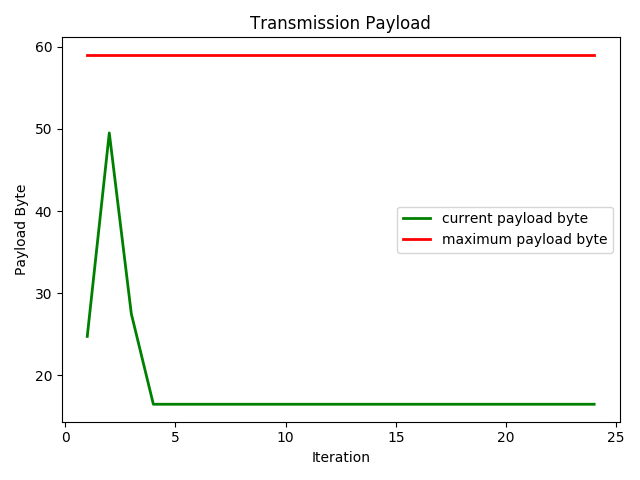 Transmission Payload
Payload Byte
60
50
40
30
20
current payload byte
maximum payload byte
0
5
10
15
20
25
Iteration